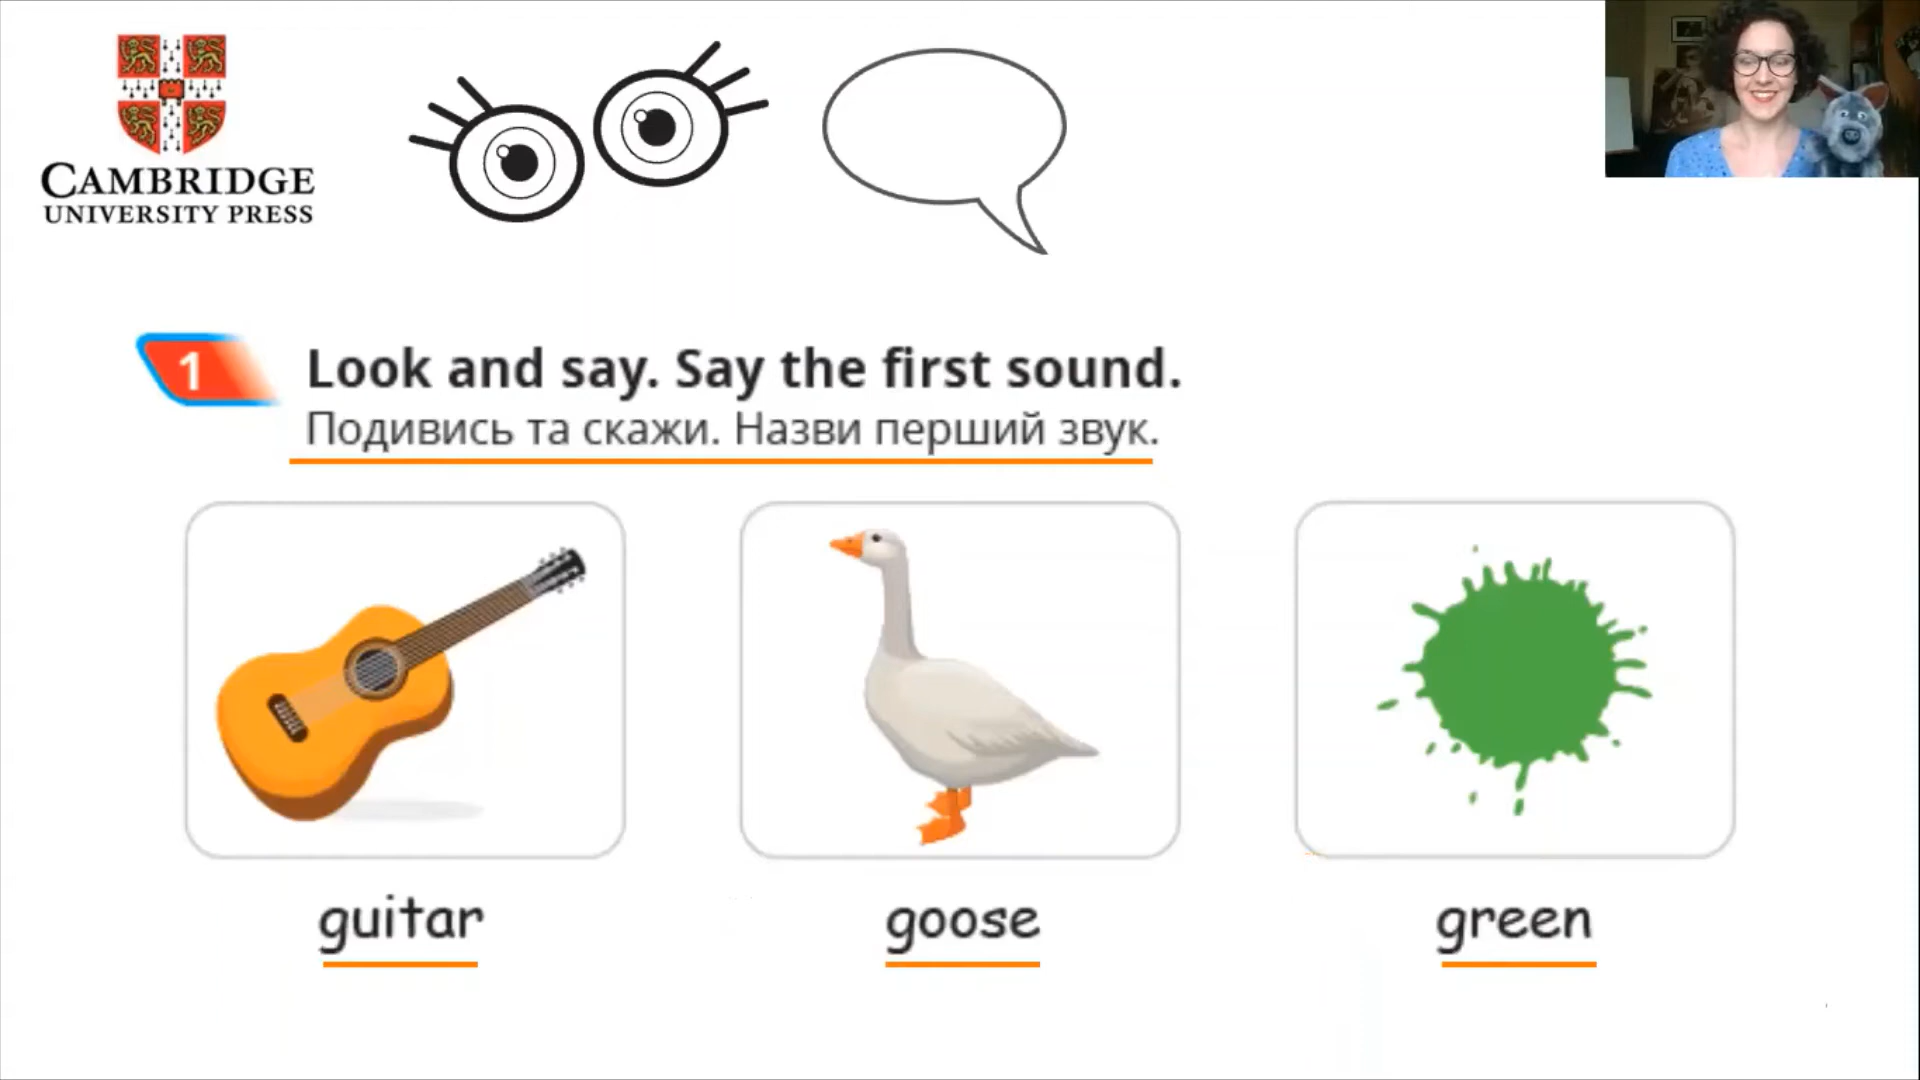 CAMBRIDGE
UNIVERSITY PRESS
1
Look and say. Say the first sound.
Подивись та скажи. Назви перший звук.
guitar
goose
green